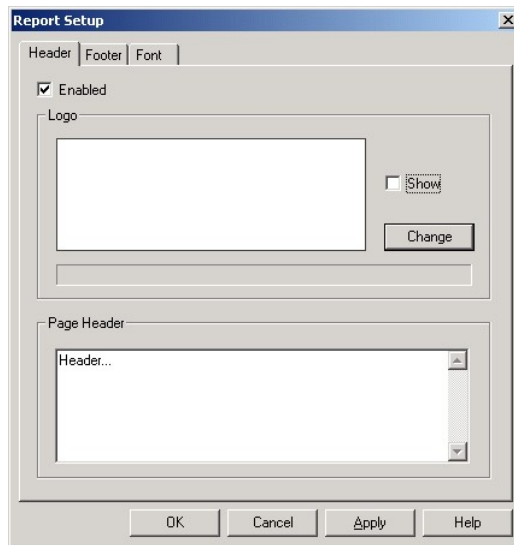 Report Setup
Header Footer Font
Enabled
Logo
Show
Change
Page Header
Header...
OK Cancel Apply Help